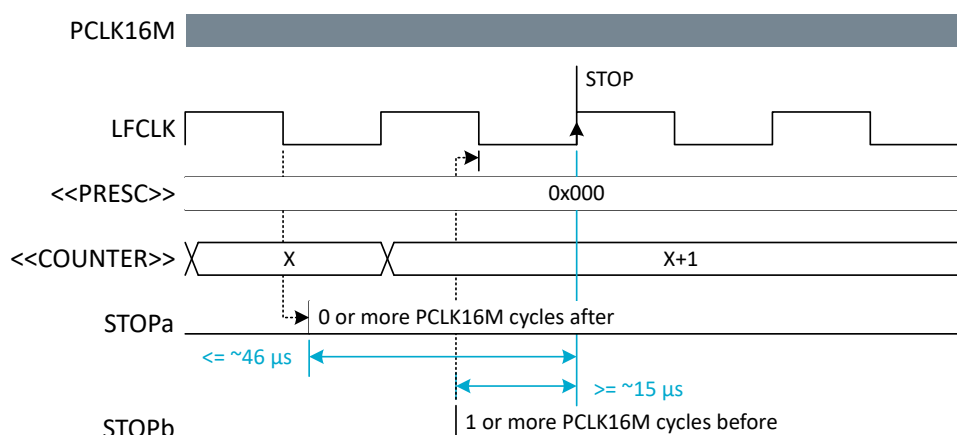 PCLK16M
STOP
LFCLK
<<PRESC>>
0x000
<<COUNTER>>
X
X+1
STOPa
0 or more PCLK16M cycles after
<= ~46 µs
>= ~15 µs
STOPb
1 or more PCLK16M cycles before